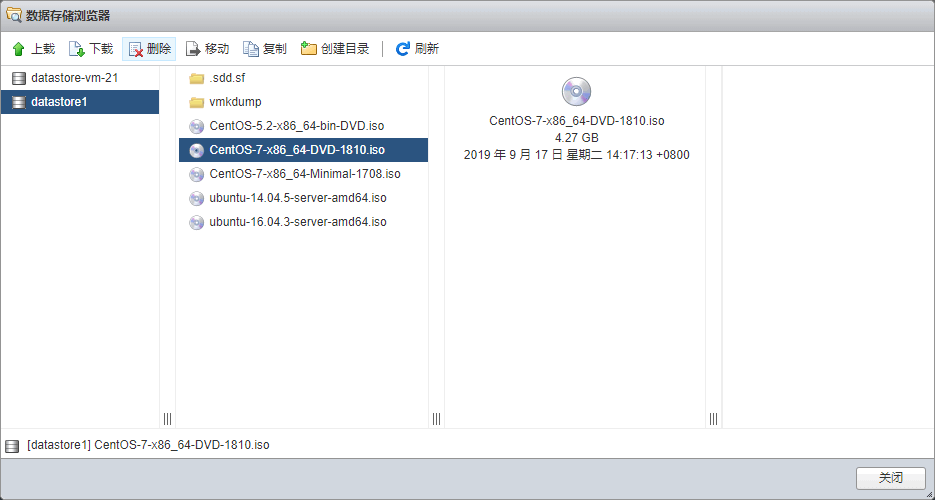 数据存储浏览器
上载 下载 删除 移动 复制 创建目录 刷新
datastore-vm-21
datastore1
.sdd.sf
vmkdump
CentOS-5.2-x86_64-bin-DVD.iso
CentOS-7-x86_64-DVD-1810.iso
CentOS-7-x86_64-Minimal-1708.iso
ubuntu-14.04.5-server-amd64.iso
ubuntu-16.04.3-server-amd64.iso
CentOS-7-x86_64-DVD-1810.iso
4.27 GB
2019 年 9 月 17 日 星期二 14:17:13 +0800
[datastore1] CentOS-7-x86_64-DVD-1810.iso
关闭